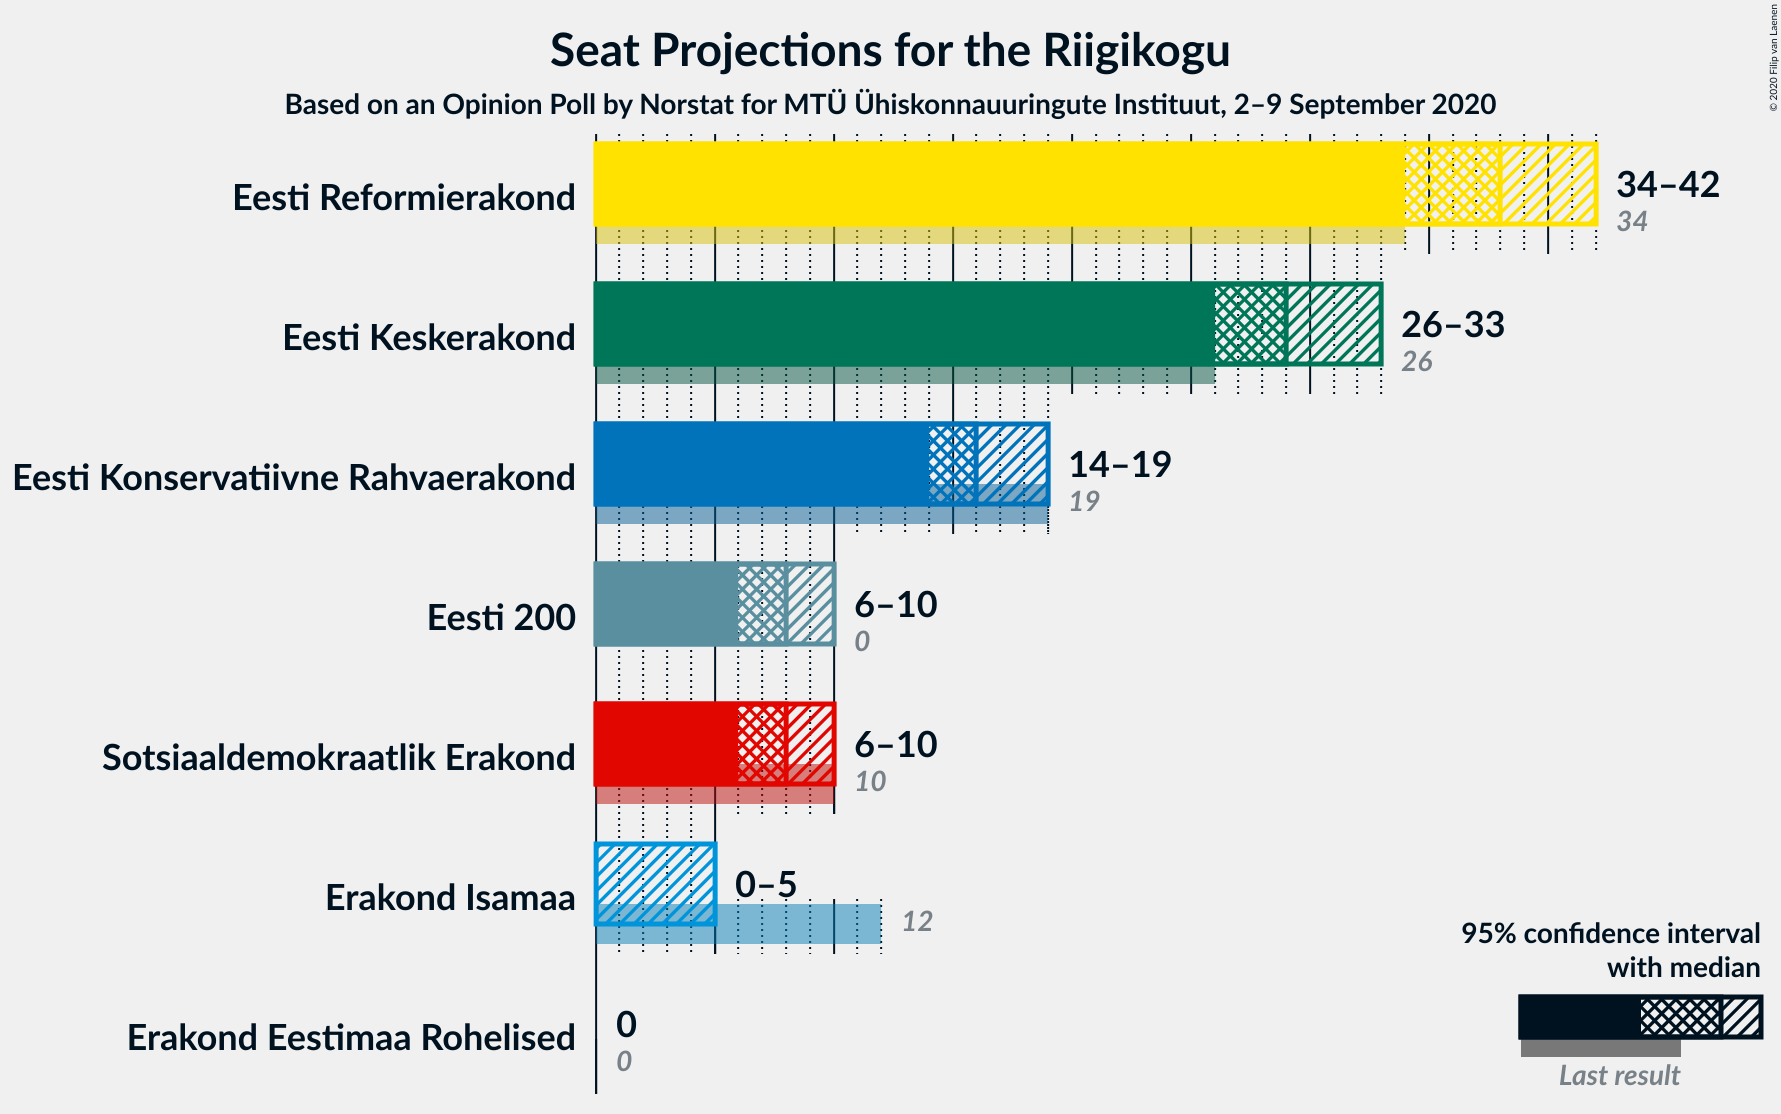 Seat Projections for the Riigikogu
Based on an Opinion Poll by Norstat for MTÜ Ühiskonnauuringute Instituut, 2–9 September 2020
© 2020 Filip van Laenen
Eesti Reformierakond
34–42
34
Eesti Keskerakond
26–33
26
Eesti Konservatiivne Rahvaerakond
14–19
19
Eesti 200
6–10
0
Sotsiaaldemokraatlik Erakond
6–10
10
Erakond Isamaa
0–5
12
Erakond Eestimaa Rohelised
0
0
95% confidence interval
with median
Last result